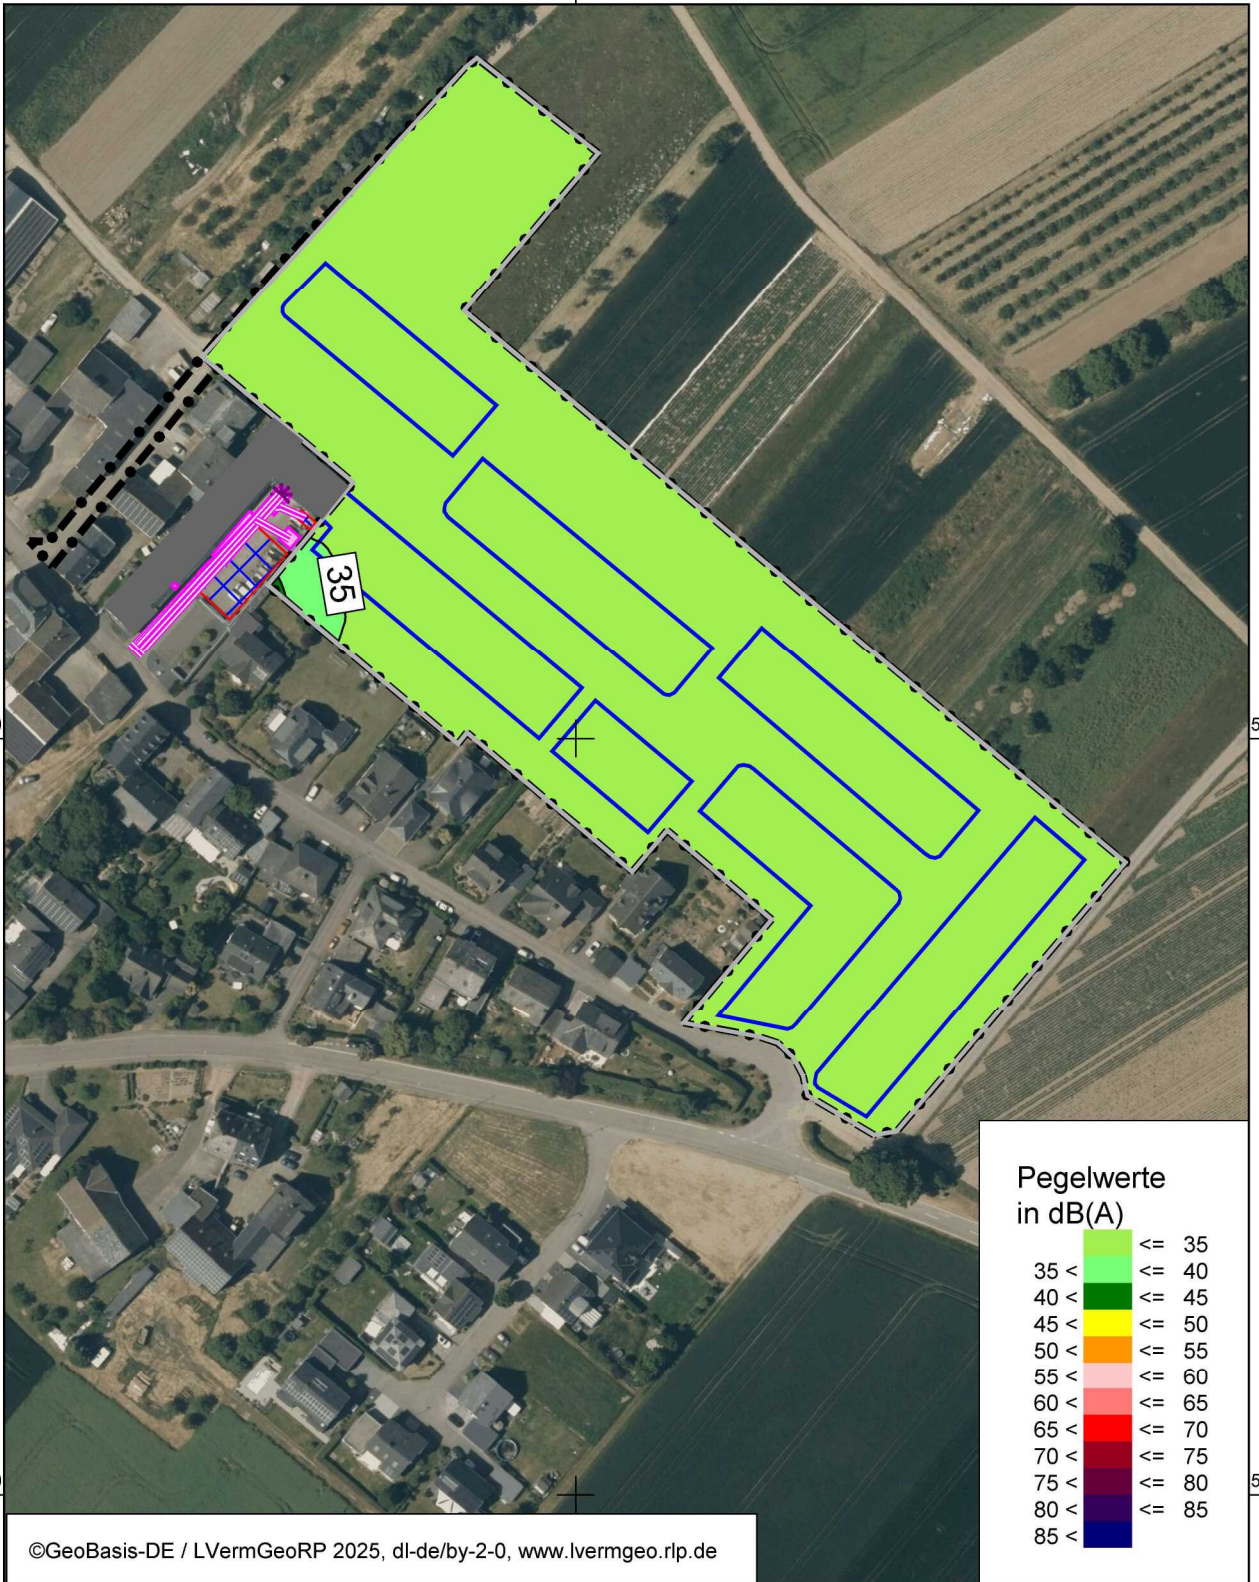 35
5
Pegelwerte
in dB(A)
<= 35
35 < <= 40
40 < <= 45
45 < <= 50
50 < <= 55
55 < <= 60
60 < <= 65
65 < <= 70
70 < <= 75
75 < <= 80
80 < <= 85
85 <
5
©GeoBasis-DE / LVermGeoRP 2025, dl-de/by-2-0, www.lvermgeo.rlp.de